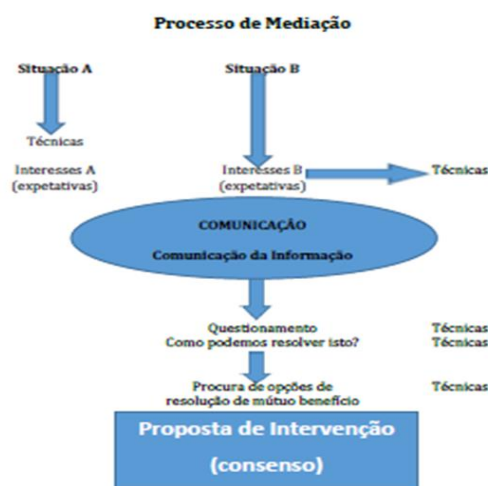 Processo de Mediação
Situação A Situação B
Técnicas
Interesses A Interesses B Técnicas
(expetativas) (expetativas)
COMUNICAÇÃO
Comunicação da Informação
Questionamento Técnicas
Como podemos resolver isto? Técnicas
Procura de opções de Técnicas
resolução de mútuo benefício
Proposta de Intervenção
(consenso)